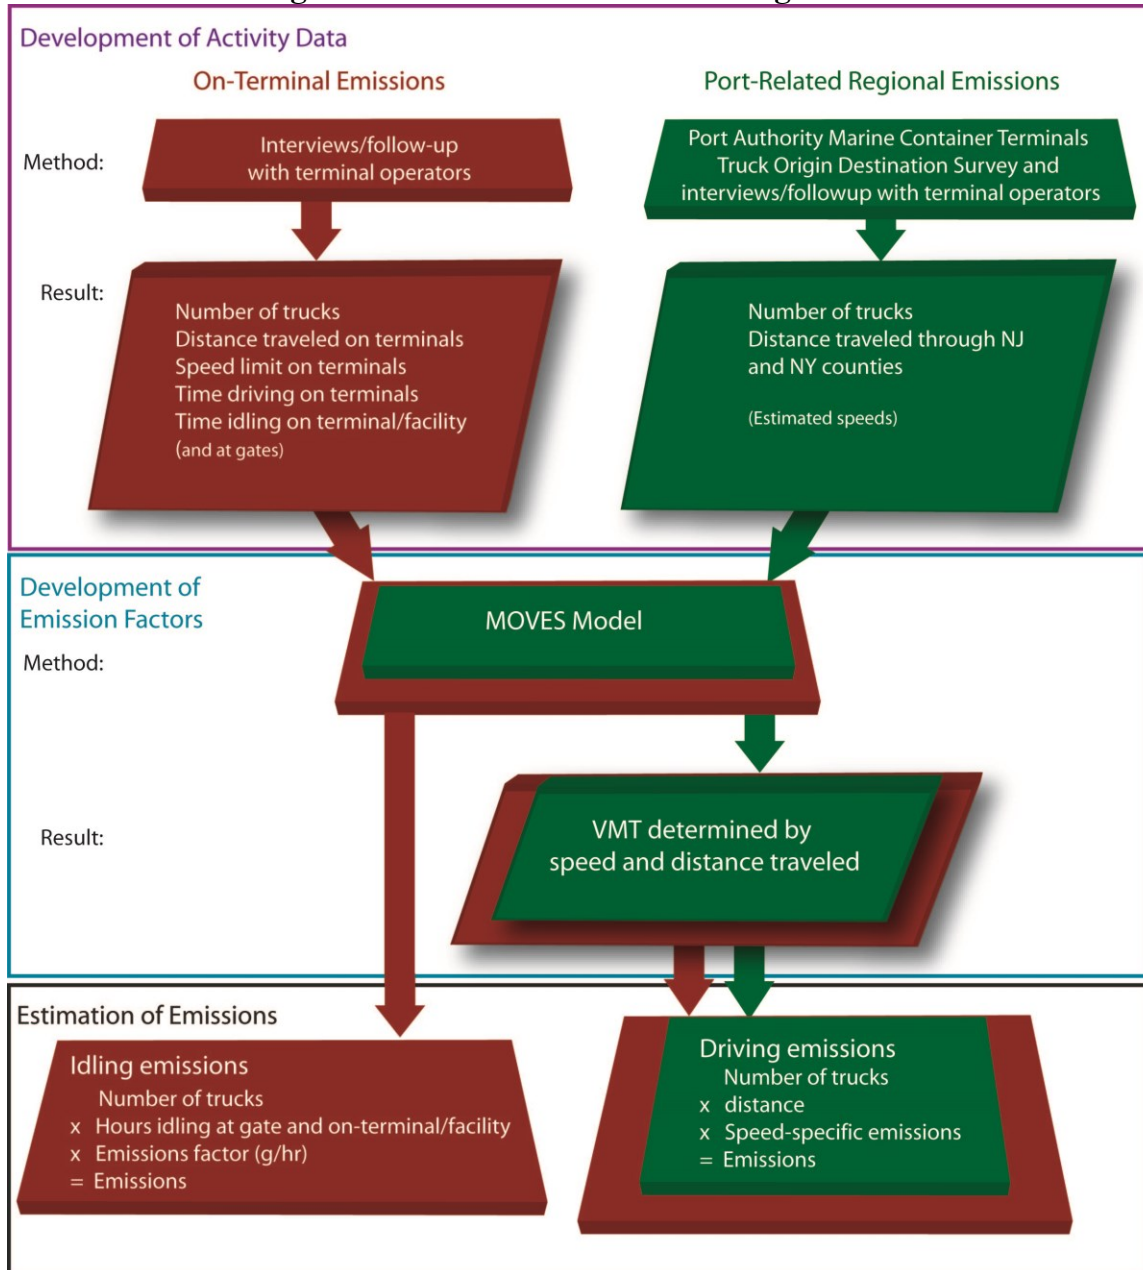 Development of Activity Data
On-Terminal Emissions
Port-Related Regional Emissions
Method:
Interviews/follow-up
with terminal operators
Port Authority Marine Container Terminals
Truck Origin Destination Survey and
interviews/followup with terminal operators
Result:
Number of trucks
Distance traveled on terminals
Speed limit on terminals
Time driving on terminals
Time idling on terminal/facility
(and at gates)
Number of trucks
Distance traveled through NJ
and NY counties
(Estimated speeds)
Development of
Emission Factors
Method:
MOVES Model
Result:
VMT determined by
speed and distance traveled
Estimation of Emissions
Idling emissions
Number of trucks
x Hours idling at gate and on-terminal/facility
x Emissions factor (g/hr)
= Emissions
Driving emissions
Number of trucks
x distance
x Speed-specific emissions
= Emissions